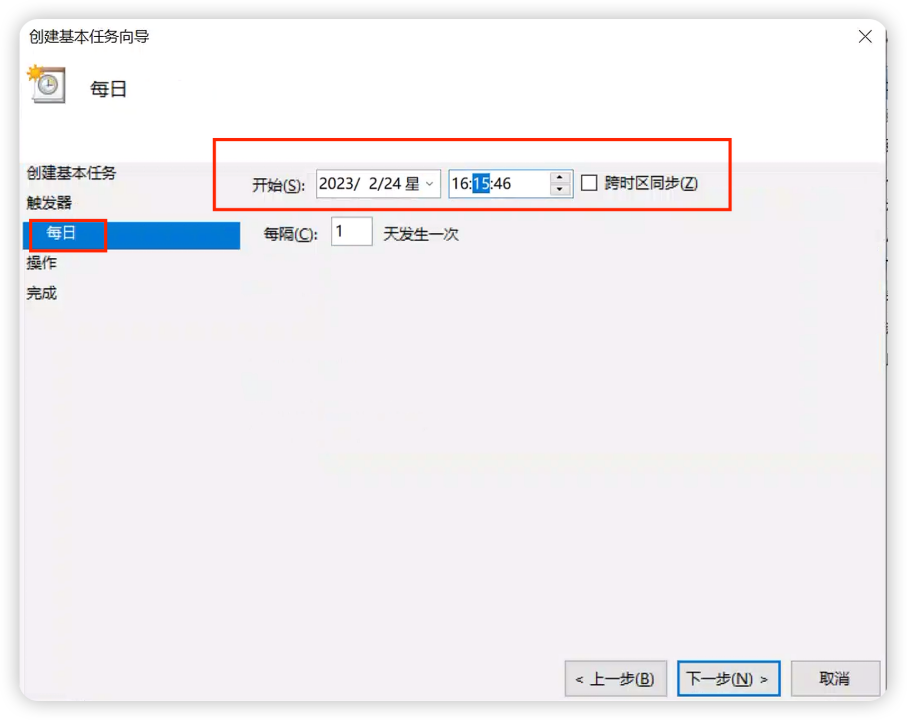 创建基本任务向导
每日
创建基本任务
开始(S): 2023/ 2/24 星 16:15:46 跨时区同步(Z)
触发器
每日
每隔(C): 1 天发生一次
操作
完成
< 上一步(B) 下一步(N) > 取消